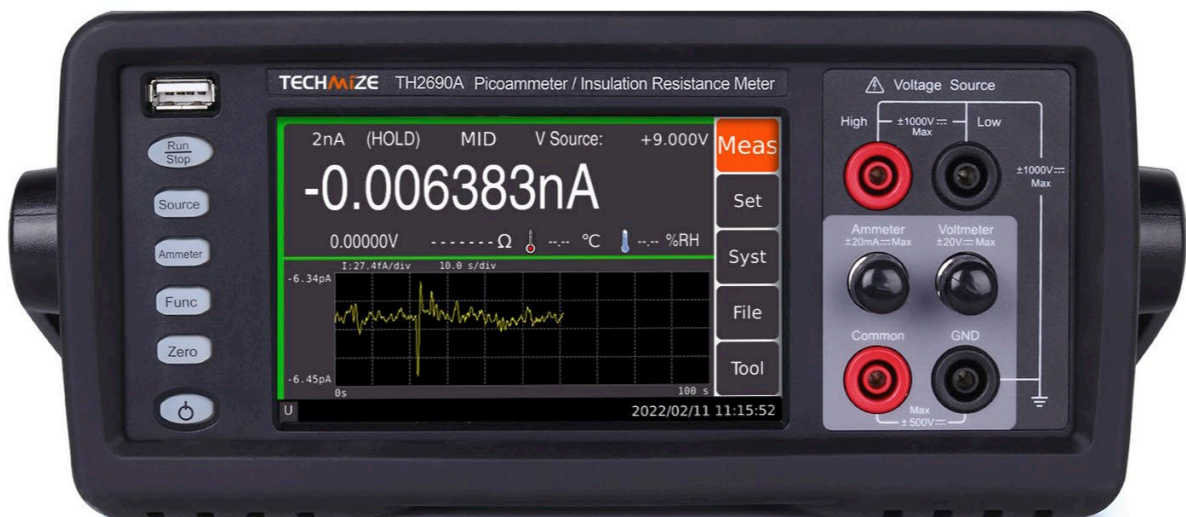 TECHMIZE TH2690A Picoammeter / Insulation Resistance Meter
Run
Stop
Source
Ammeter
Func
Zero
2nA (HOLD) MID V Source: +9.000V
-0.006383nA
0.00000V -------Ω --.-- °C --.-- %RH
I:27.4fA/div 10.0 s/div
-6.34pA
-6.45pA
0s 100 s
U 2022/02/11 11:15:52
Meas
Set
Syst
File
Tool
Voltage Source
High ±1000V Max Low
±1000V
Max
Ammeter Voltmeter
±20mA Max ±20V Max
Common GND
Max
±500V